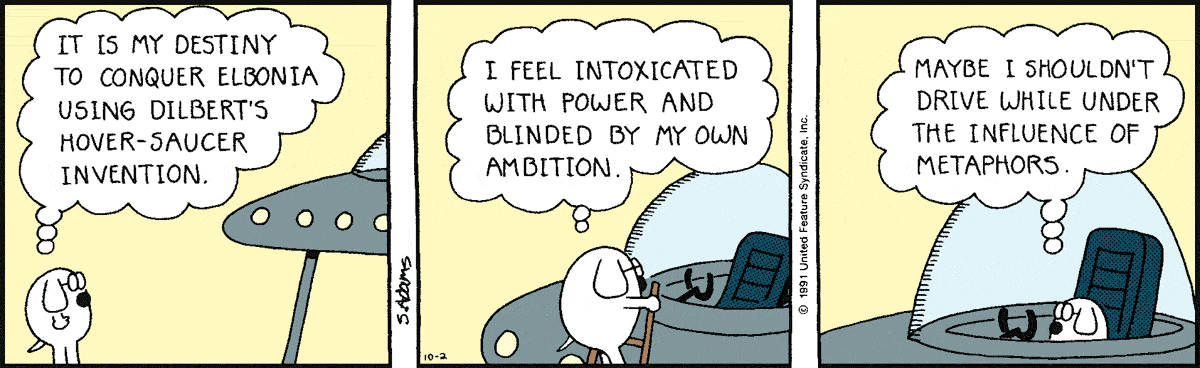 IT IS MY DESTINY
TO CONQUER ELBONIA
USING DILBERT'S
HOVER-SAUCER
INVENTION.
S.ADAMS
I FEEL INTOXICATED
WITH POWER AND
BLINDED BY MY OWN
AMBITION.
10-2
© 1991 United Feature Syndicate, Inc.
MAYBE I SHOULDN'T
DRIVE WHILE UNDER
THE INFLUENCE OF
METAPHORS.